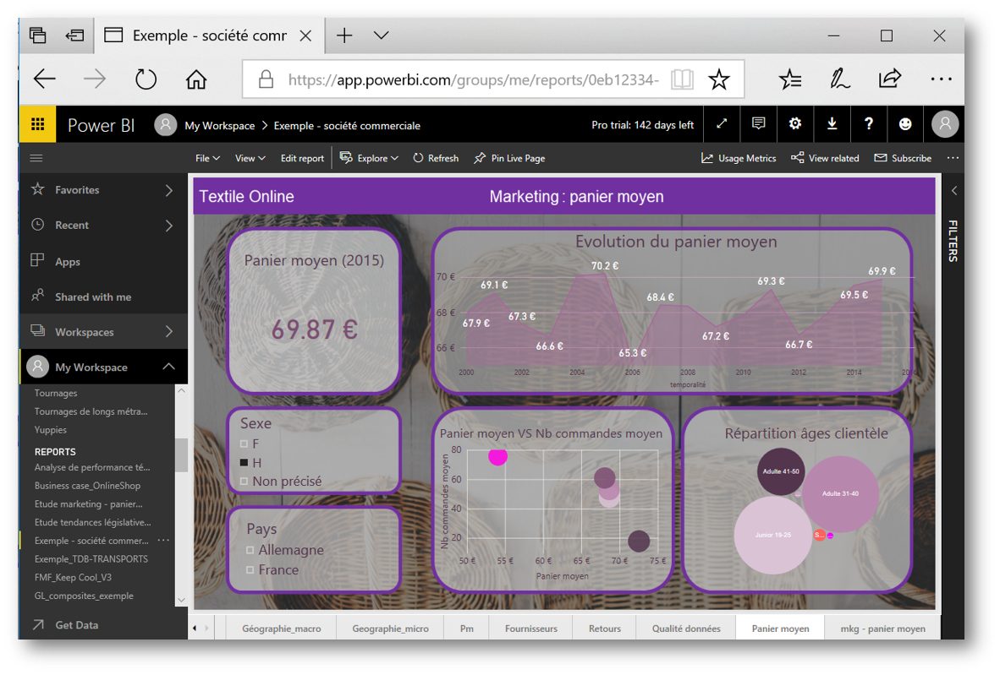 Exemple - société comr
https://app.powerbi.com/groups/me/reports/0eb12334-
Power BI
My Workspace > Exemple - société commerciale
Pro trial: 142 days left
File
View
Edit report
Explore
Refresh
Pin Live Page
Usage Metrics
View related
Subscribe
Favorites
Recent
Apps
Shared with me
Workspaces
My Workspace
Tournages
Tournages de longs métra...
Yuppies
REPORTS
Analyse de performance té...
Business case_OnlineShop
Etude marketing - panier...
Etude tendances législative...
Exemple - société commer...
Exemple_TDB-TRANSPORTS
FMF_Keep Cool_V3
GL_composites_exemple
Get Data
Textile Online
Marketing : panier moyen
FILTERS
Panier moyen (2015)
69.87 €
Evolution du panier moyen
70 €
68 €
66 €
67.9 €
69.1 €
67.3 €
66.6 €
70.2 €
65.3 €
68.4 €
67.2 €
69.3 €
66.7 €
69.5 €
69.9 €
2000
2002
2004
2006
2008
2010
2012
2014
temporalité
Sexe
F
H
Non précisé
Pays
Allemagne
France
Panier moyen VS Nb commandes moyen
Nb commandes moyen
80
60
40
20
50 €
55 €
60 €
65 €
70 €
75 €
Panier moyen
Répartition âges clientèle
Adulte 41-50
Adulte 31-40
Junior 19-25
S...
Géographie_macro
Geographie_micro
Pm
Fournisseurs
Retours
Qualité données
Panier moyen
mkg - panier moyen